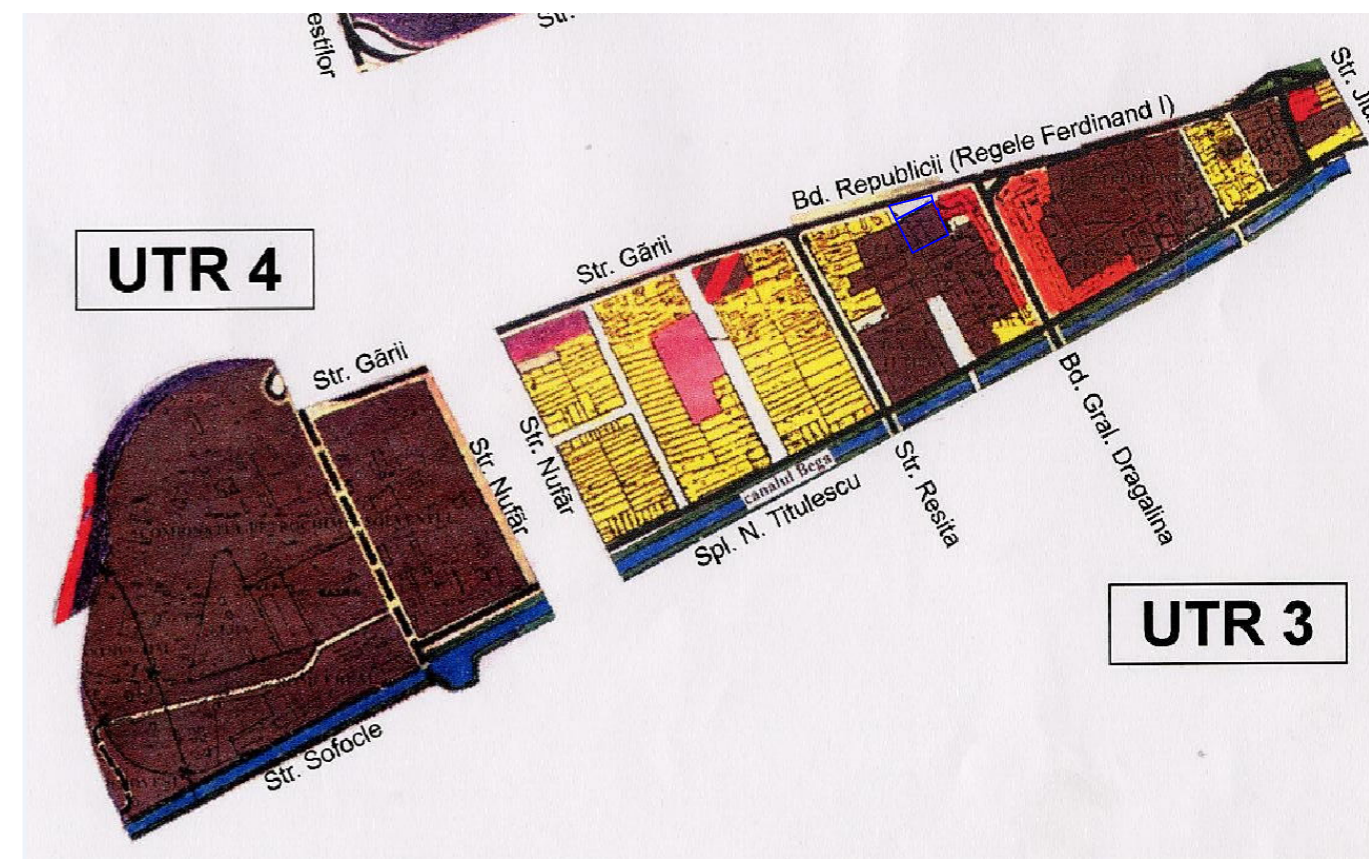 estilor
Str.
Str. Jiu
Bd. Republicii (Regele Ferdinand I)
Str. Gării
UTR 4
Str. Gării
Str. Nufăr
Str. Nufăr
canalul Bega
Spl. N. Titulescu
Str. Resita
Bd. Gral. Dragalina
UTR 3
Str. Sofocle